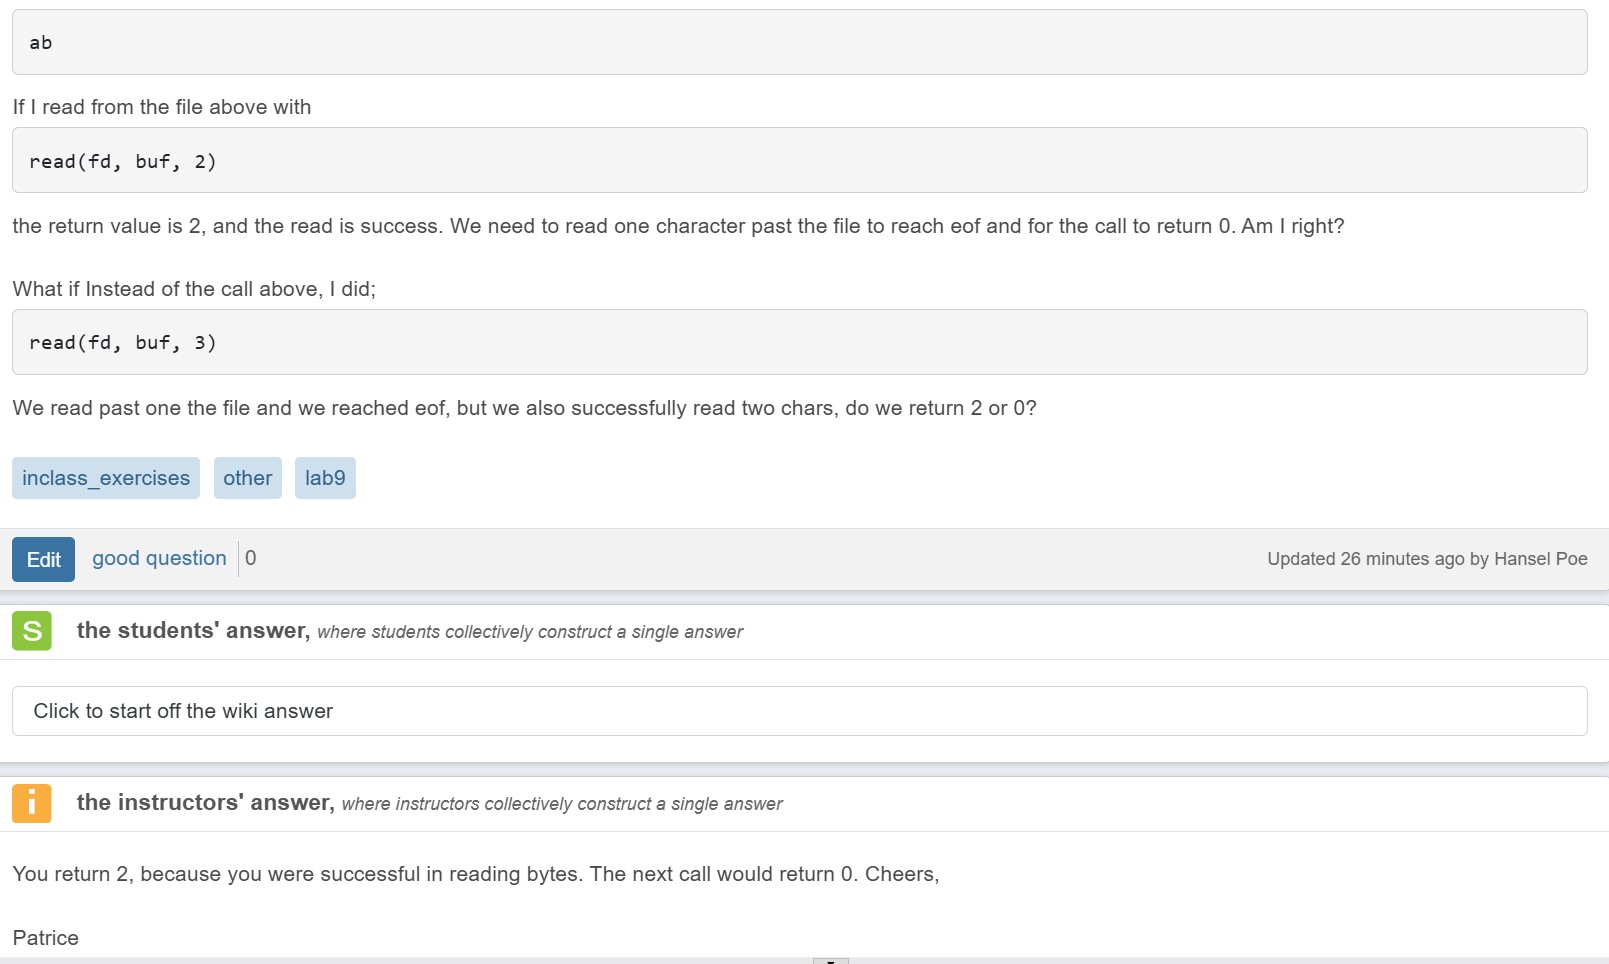 ab
If I read from the file above with
read(fd, buf, 2)
the return value is 2, and the read is success. We need to read one character past the file to reach eof and for the call to return 0. Am I right?
What if Instead of the call above, I did;
read(fd, buf, 3)
We read past one the file and we reached eof, but we also successfully read two chars, do we return 2 or 0?
inclass_exercises other lab9
Edit good question 0 Updated 26 minutes ago by Hansel Poe
S the students' answer, where students collectively construct a single answer
Click to start off the wiki answer
i the instructors' answer, where instructors collectively construct a single answer
You return 2, because you were successful in reading bytes. The next call would return 0. Cheers,
Patrice